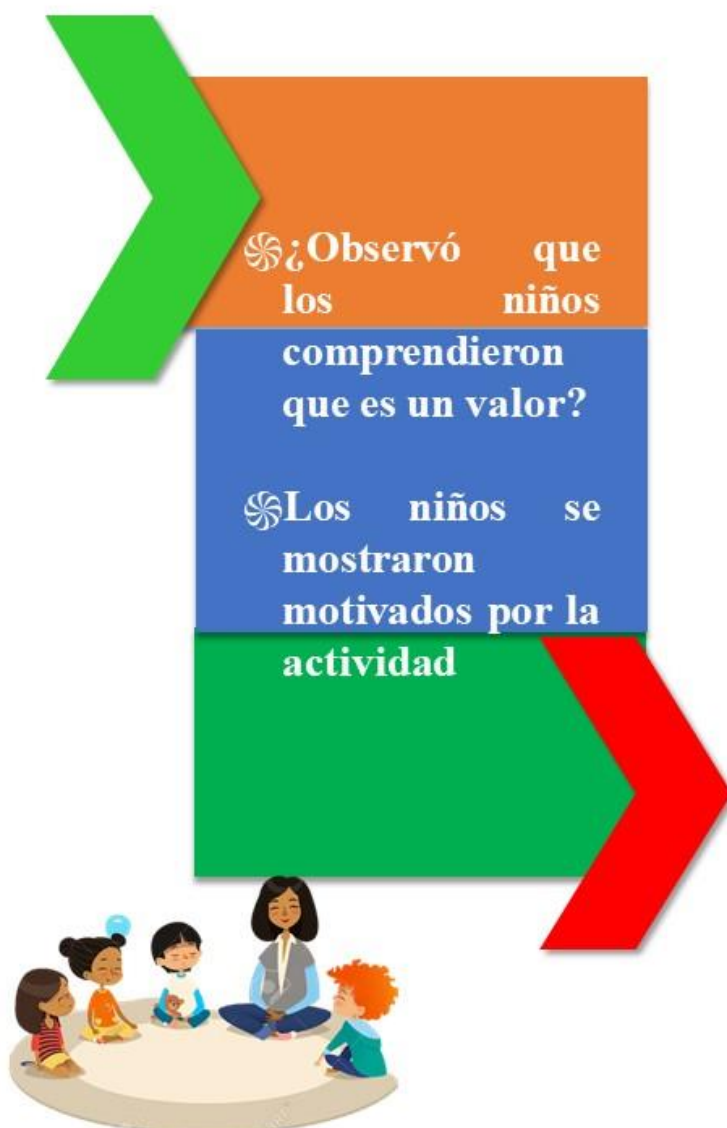 ¿Observó que
los niños
comprendieron
que es un valor?
Los niños se
mostraron
motivados por la
actividad